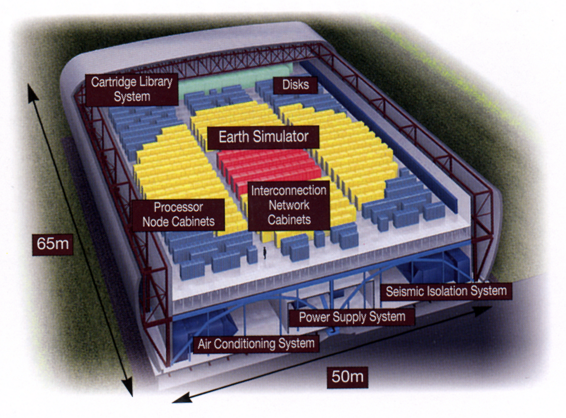 Cartridge Library
System
Disks
Earth Simulator
Processor
Node Cabinets
Interconnection
Network
Cabinets
65m
Seismic Isolation System
Power Supply System
Air Conditioning System
50m